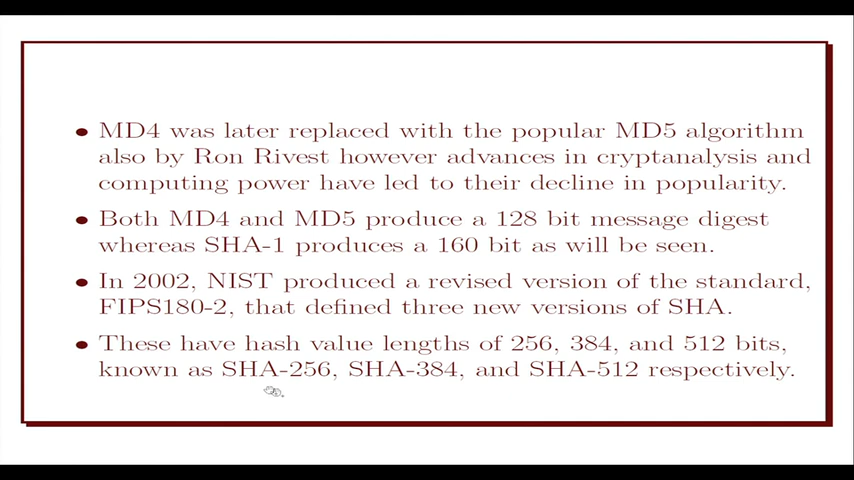 • MD4 was later replaced with the popular MD5 algorithm
also by Ron Rivest however advances in cryptanalysis and
computing power have led to their decline in popularity.
• Both MD4 and MD5 produce a 128 bit message digest
whereas SHA-1 produces a 160 bit as will be seen.
• In 2002, NIST produced a revised version of the standard,
FIPS180-2, that defined three new versions of SHA.
• These have hash value lengths of 256, 384, and 512 bits,
known as SHA-256, SHA-384, and SHA-512 respectively.